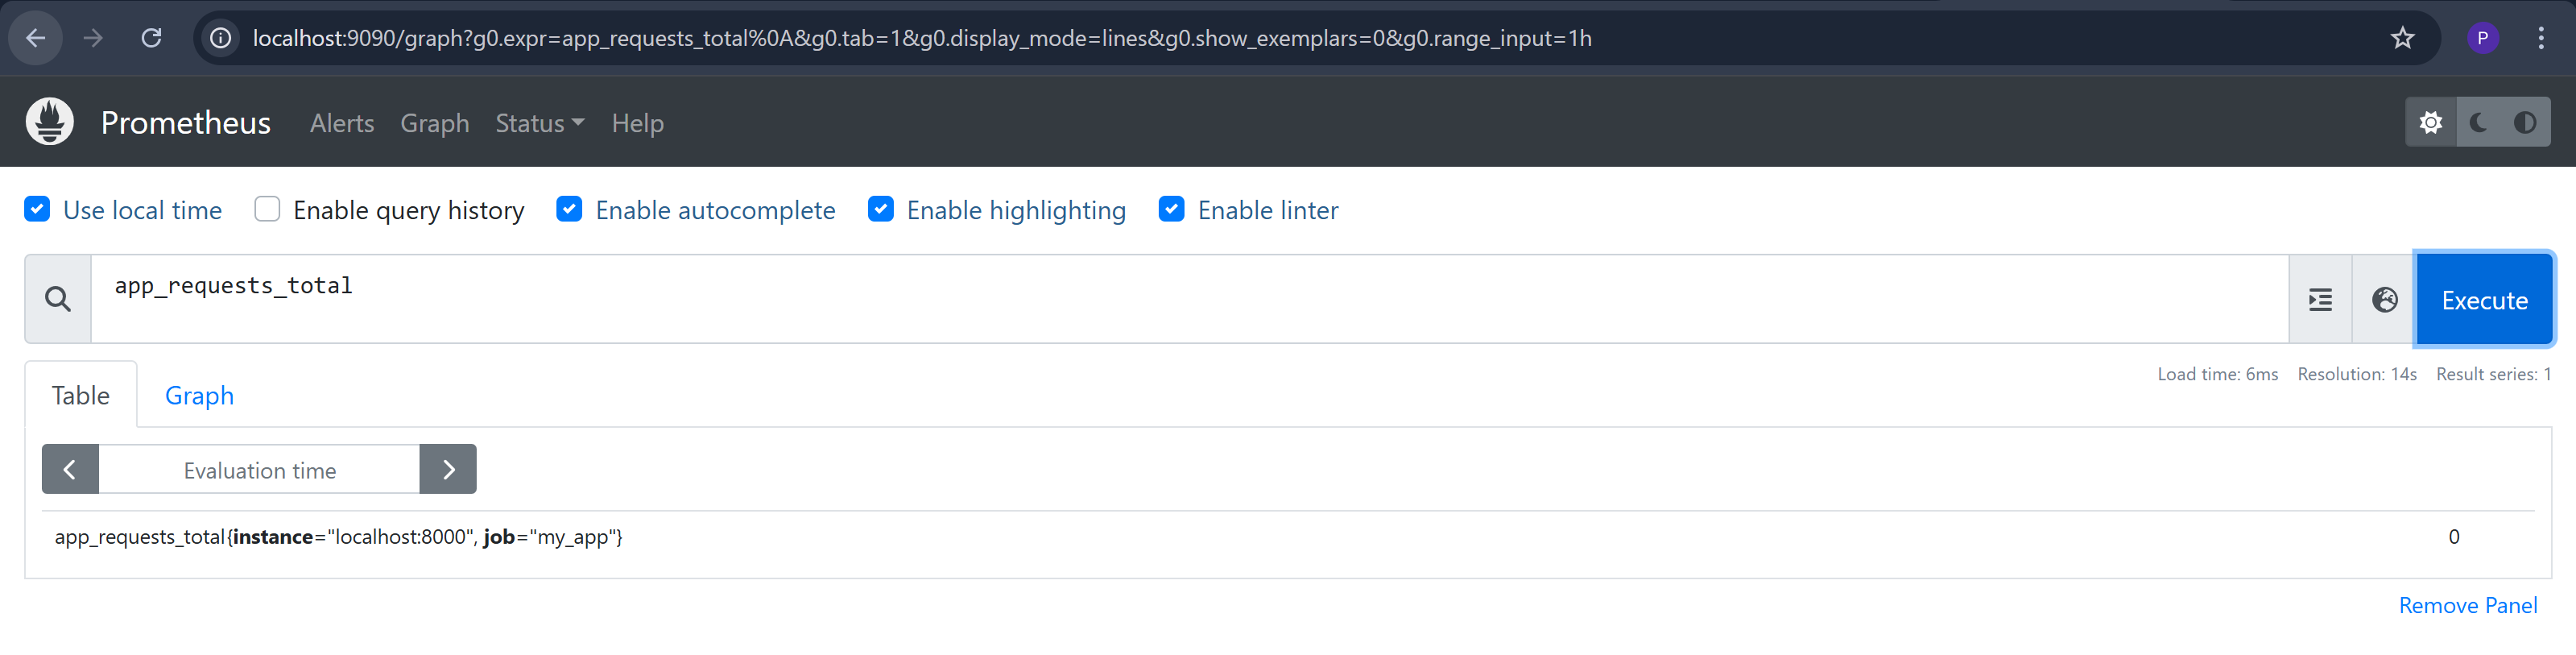 localhost:9090/graph?g0.expr=app_requests_total%0A&g0.tab=1&g0.display_mode=lines&g0.show_exemplars=0&g0.range_input=1h
P
Prometheus Alerts Graph Status Help
Use local time Enable query history Enable autocomplete Enable highlighting Enable linter
app_requests_total
Execute
Table Graph
Load time: 6ms Resolution: 14s Result series: 1
Evaluation time
app_requests_total{instance="localhost:8000", job="my_app"} 0
Remove Panel